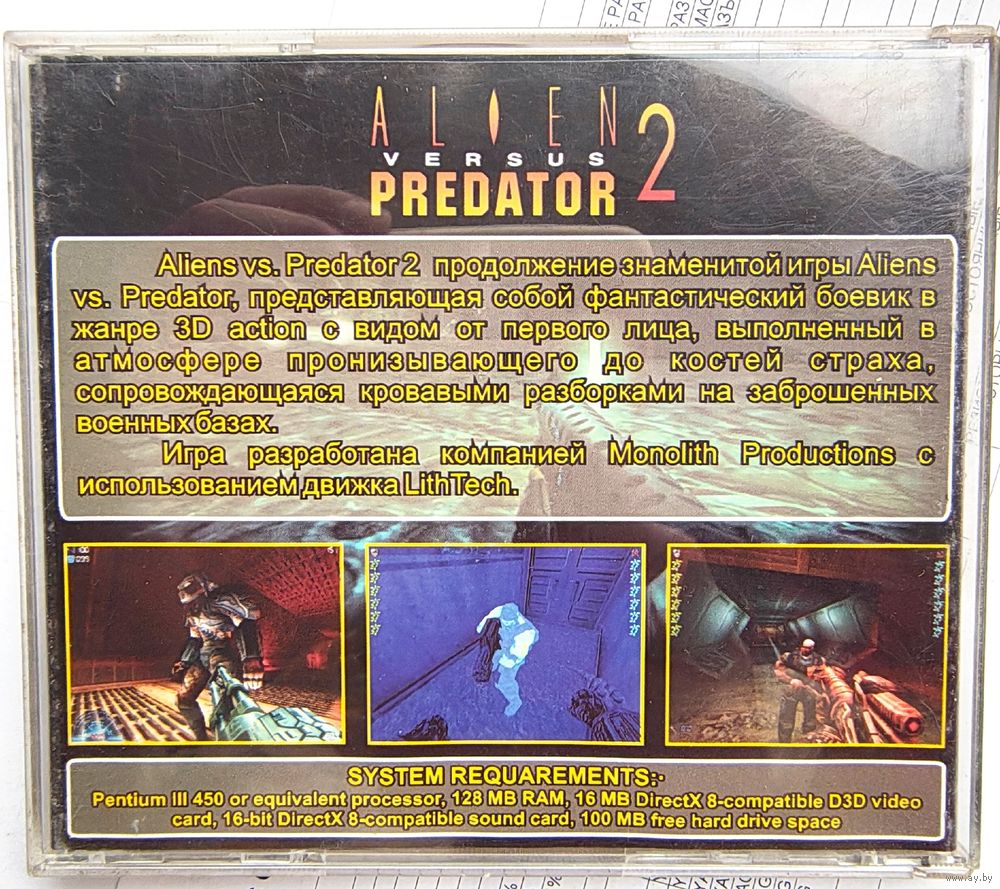 ALIEN
VERSUS
PREDATOR 2
Aliens vs. Predator 2 продолжение знаменитой игры Aliens
vs. Predator, представляющая собой фантастический боевик в
жанре 3D action с видом от первого лица, выполненный в
атмосфере пронизывающего до костей страха,
сопровождающаяся кровавыми разборками на заброшенных
военных базах.
Игра разработана компанией Monolith Productions с
использованием движка LithTech.
SYSTEM REQUAREMENTS:·
Pentium III 450 or equivalent processor, 128 MB RAM, 16 MB DirectX 8-compatible D3D video
card, 16-bit DirectX 8-compatible sound card, 100 MB free hard drive space
www.ay.by